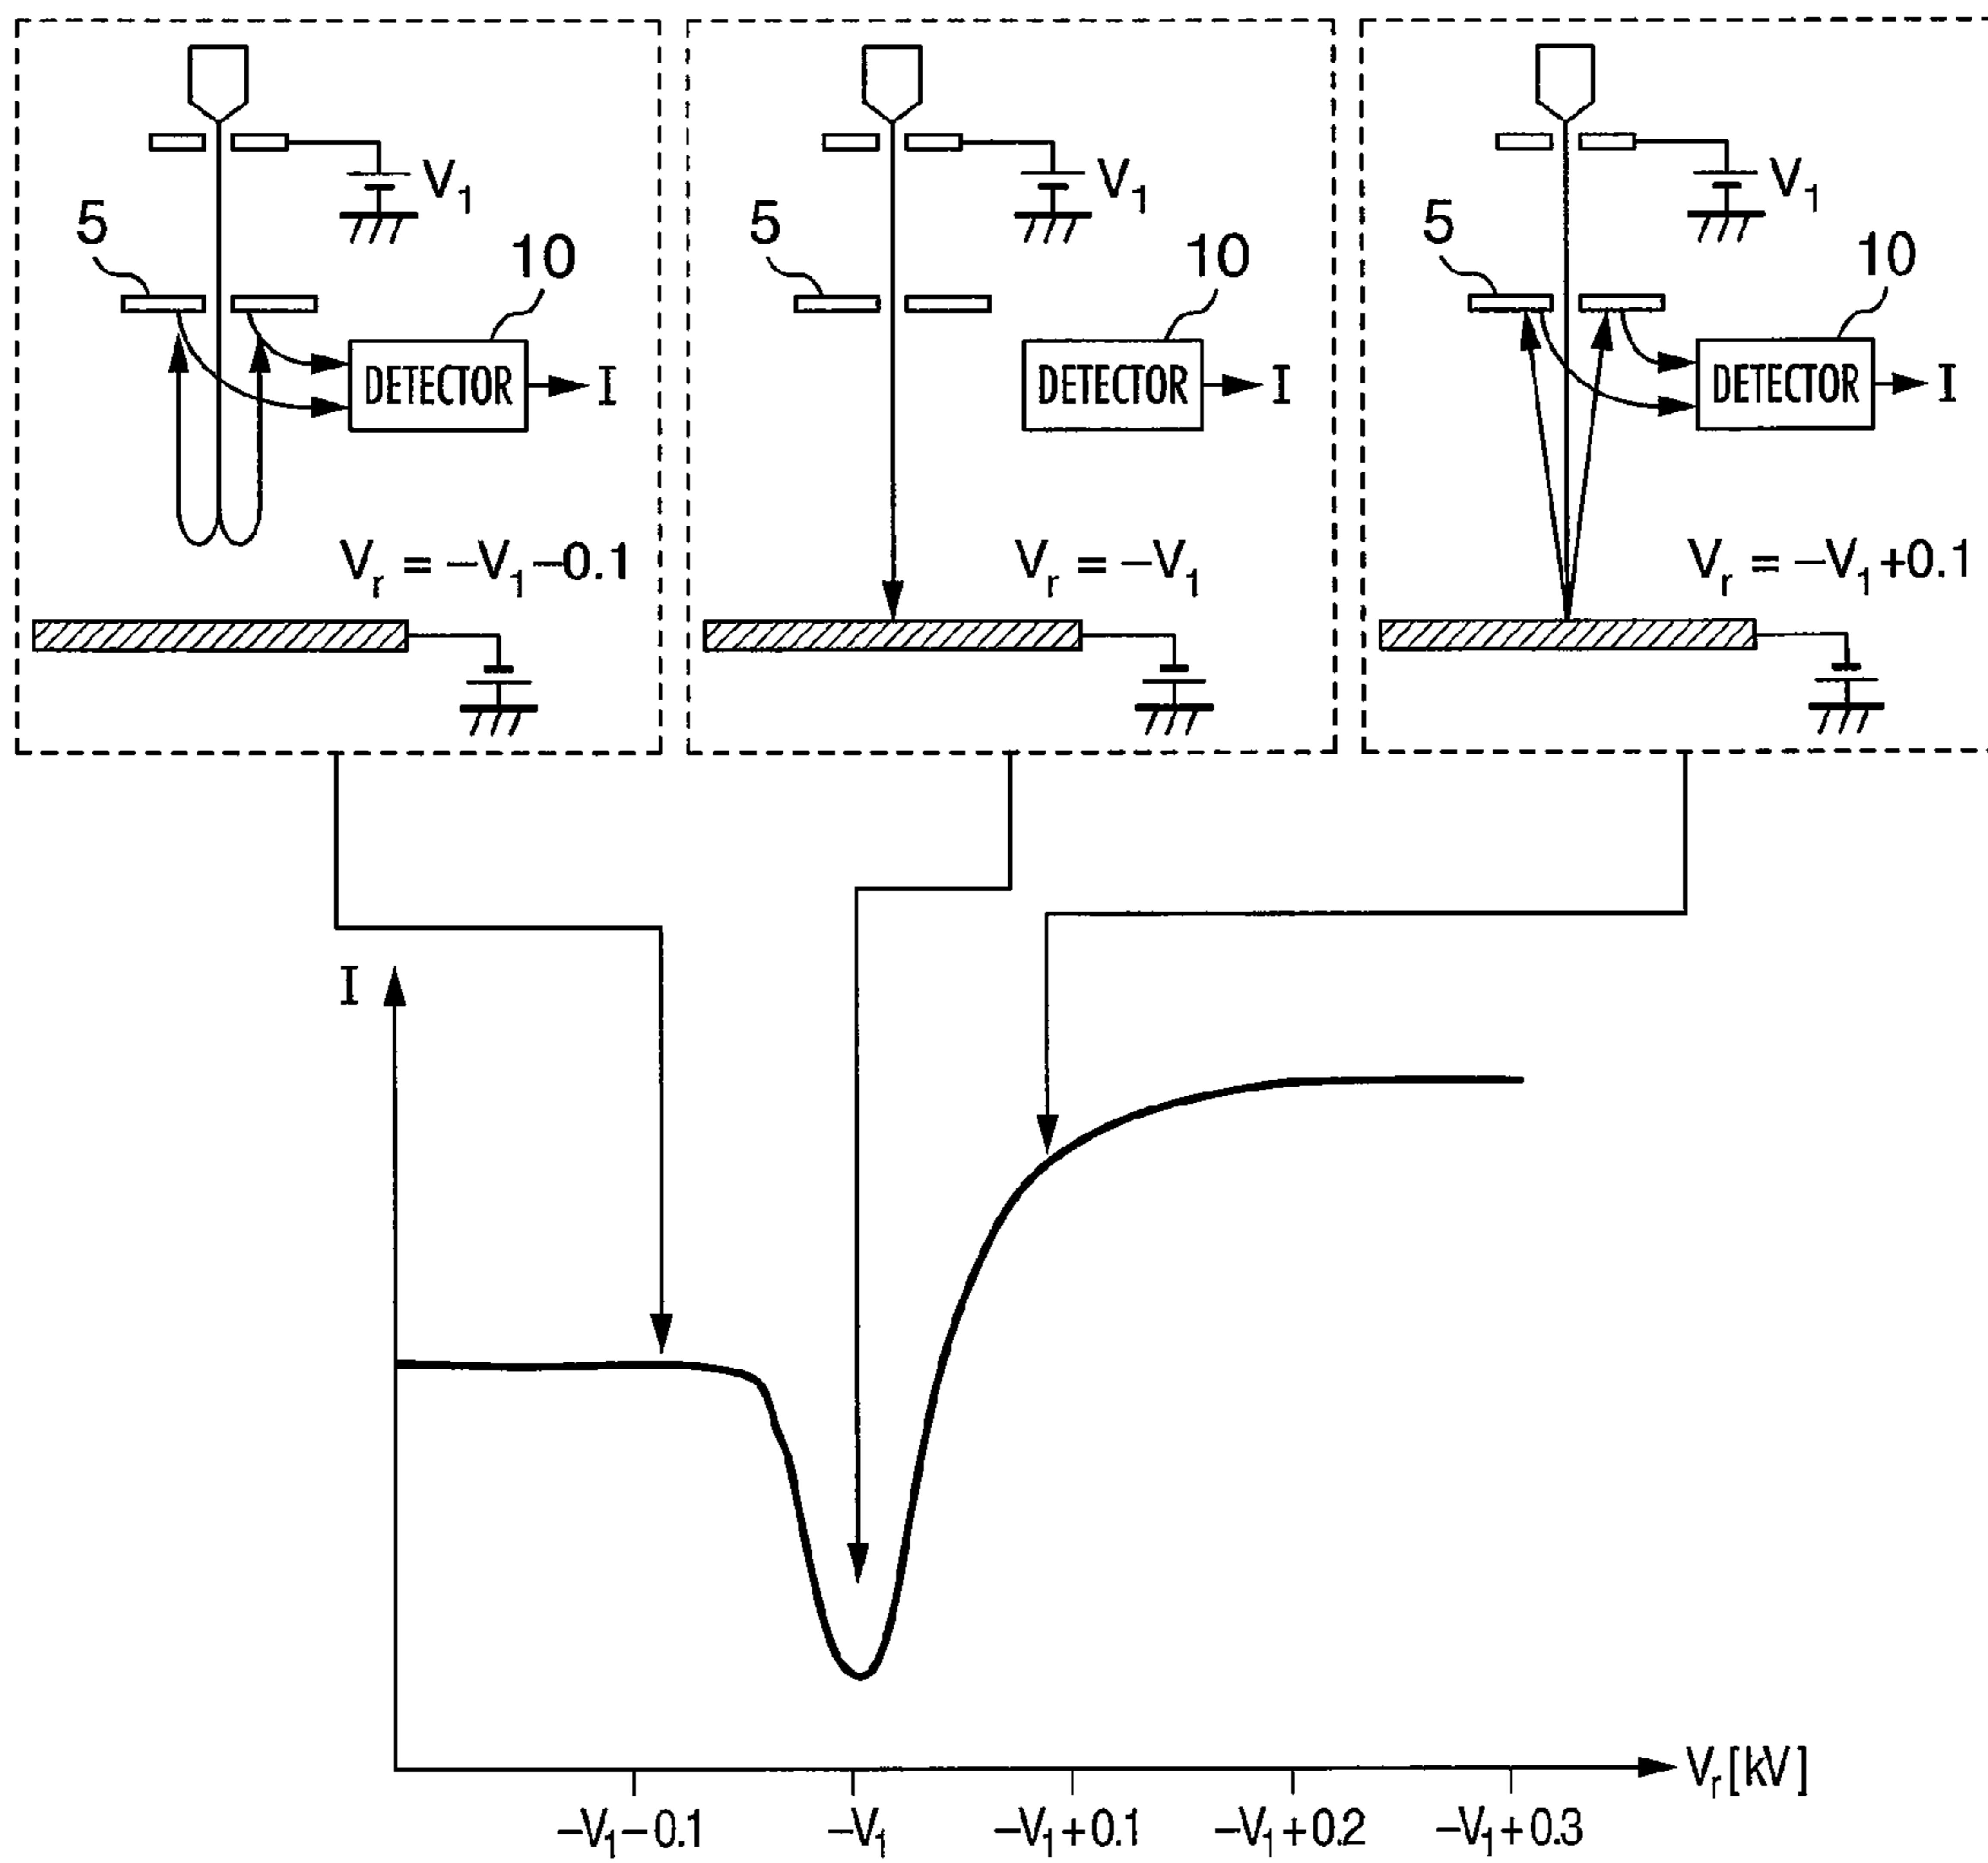 V1
5
10
DETECTOR
I
Vr = −V1−0.1
V1
5
10
DETECTOR
I
Vr = −V1
V1
5
10
DETECTOR
I
Vr = −V1+0.1
I
Vr [kV]
−V1−0.1
−V1
−V1+0.1
−V1+0.2
−V1+0.3